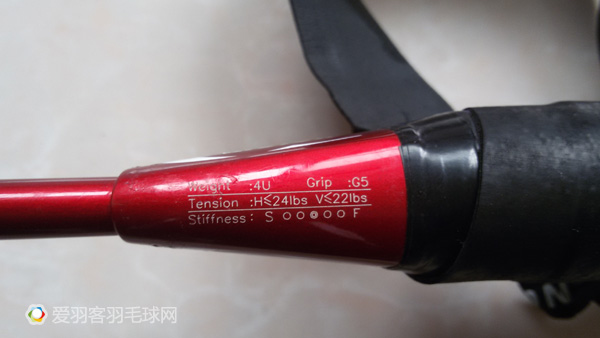 Weight :4U Grip :G5
Tension :H≤24lbs V≤22lbs
Stiffness: S ○○◎○○ F
爱羽客羽毛球网